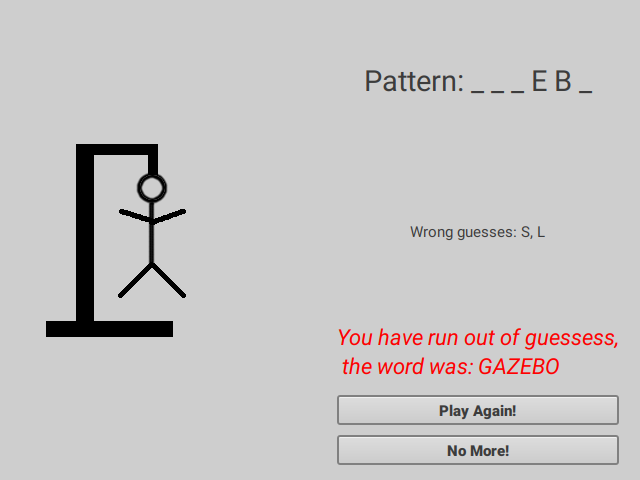 Pattern: _ _ _ E B _
Wrong guesses: S, L
You have run out of guessess,
the word was: GAZEBO
Play Again!
No More!